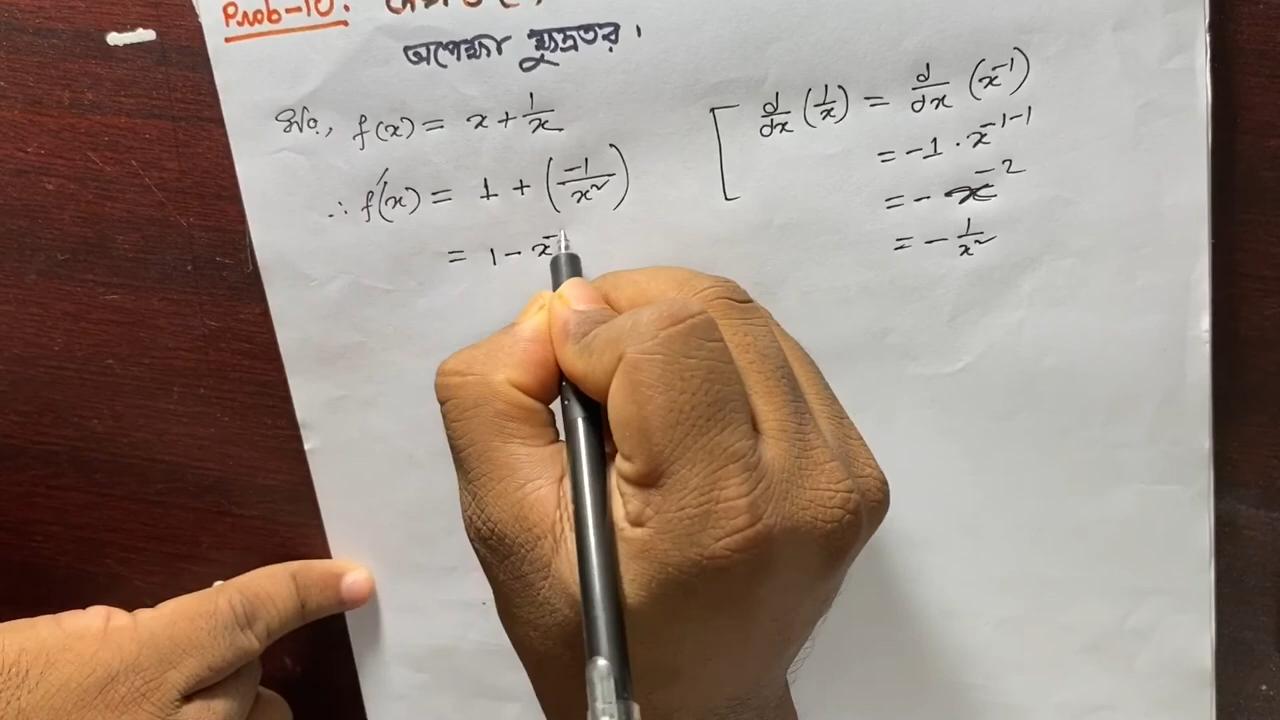 Prob-10:
অপেক্ষা ক্ষুদ্রতর।
ধরি, f(x) = x + 1/x
∴ f′(x) = 1 + (-1/x²)
= 1 - x⁻
[ d/dx (1/x) = d/dx (x⁻¹)
= -1 · x⁻¹⁻¹
= - x⁻²
= - 1/x²